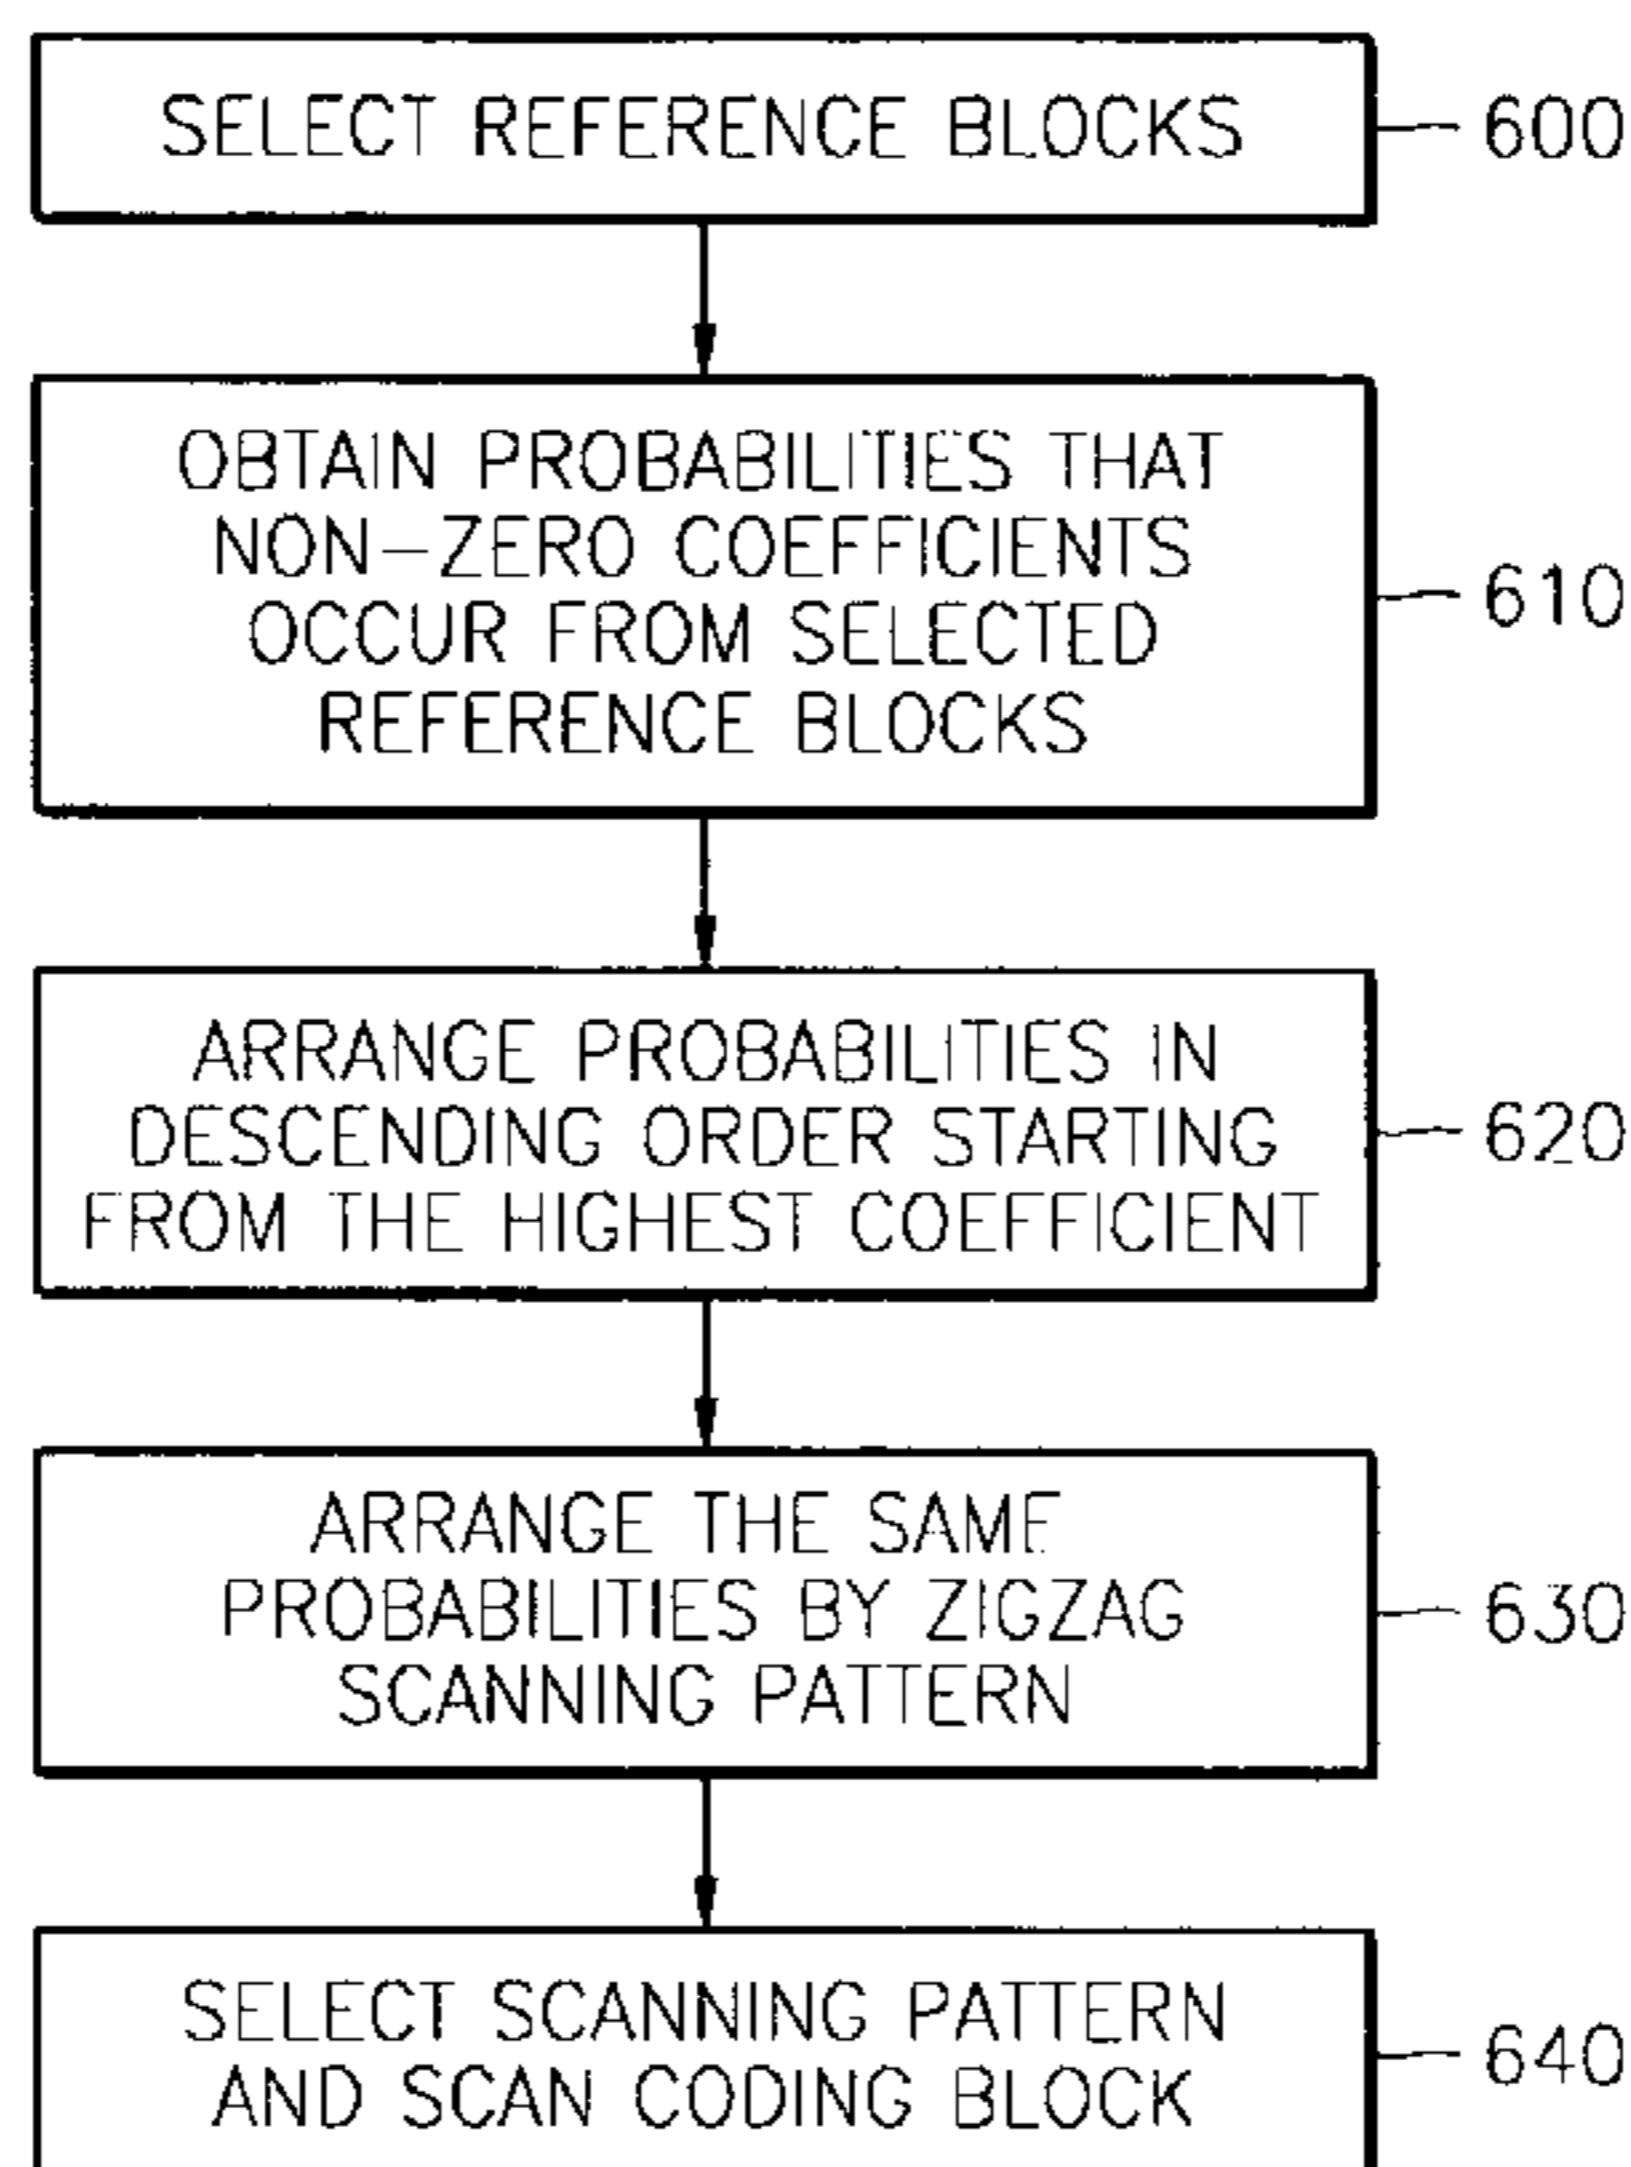 SELECT REFERENCE BLOCKS
600
OBTAIN PROBABILITIES THAT
NON-ZERO COEFFICIENTS
OCCUR FROM SELECTED
REFERENCE BLOCKS
610
ARRANGE PROBABILITIES IN
DESCENDING ORDER STARTING
FROM THE HIGHEST COEFFICIENT
620
ARRANGE THE SAME
PROBABILITIES BY ZIGZAG
SCANNING PATTERN
630
SELECT SCANNING PATTERN
AND SCAN CODING BLOCK
640